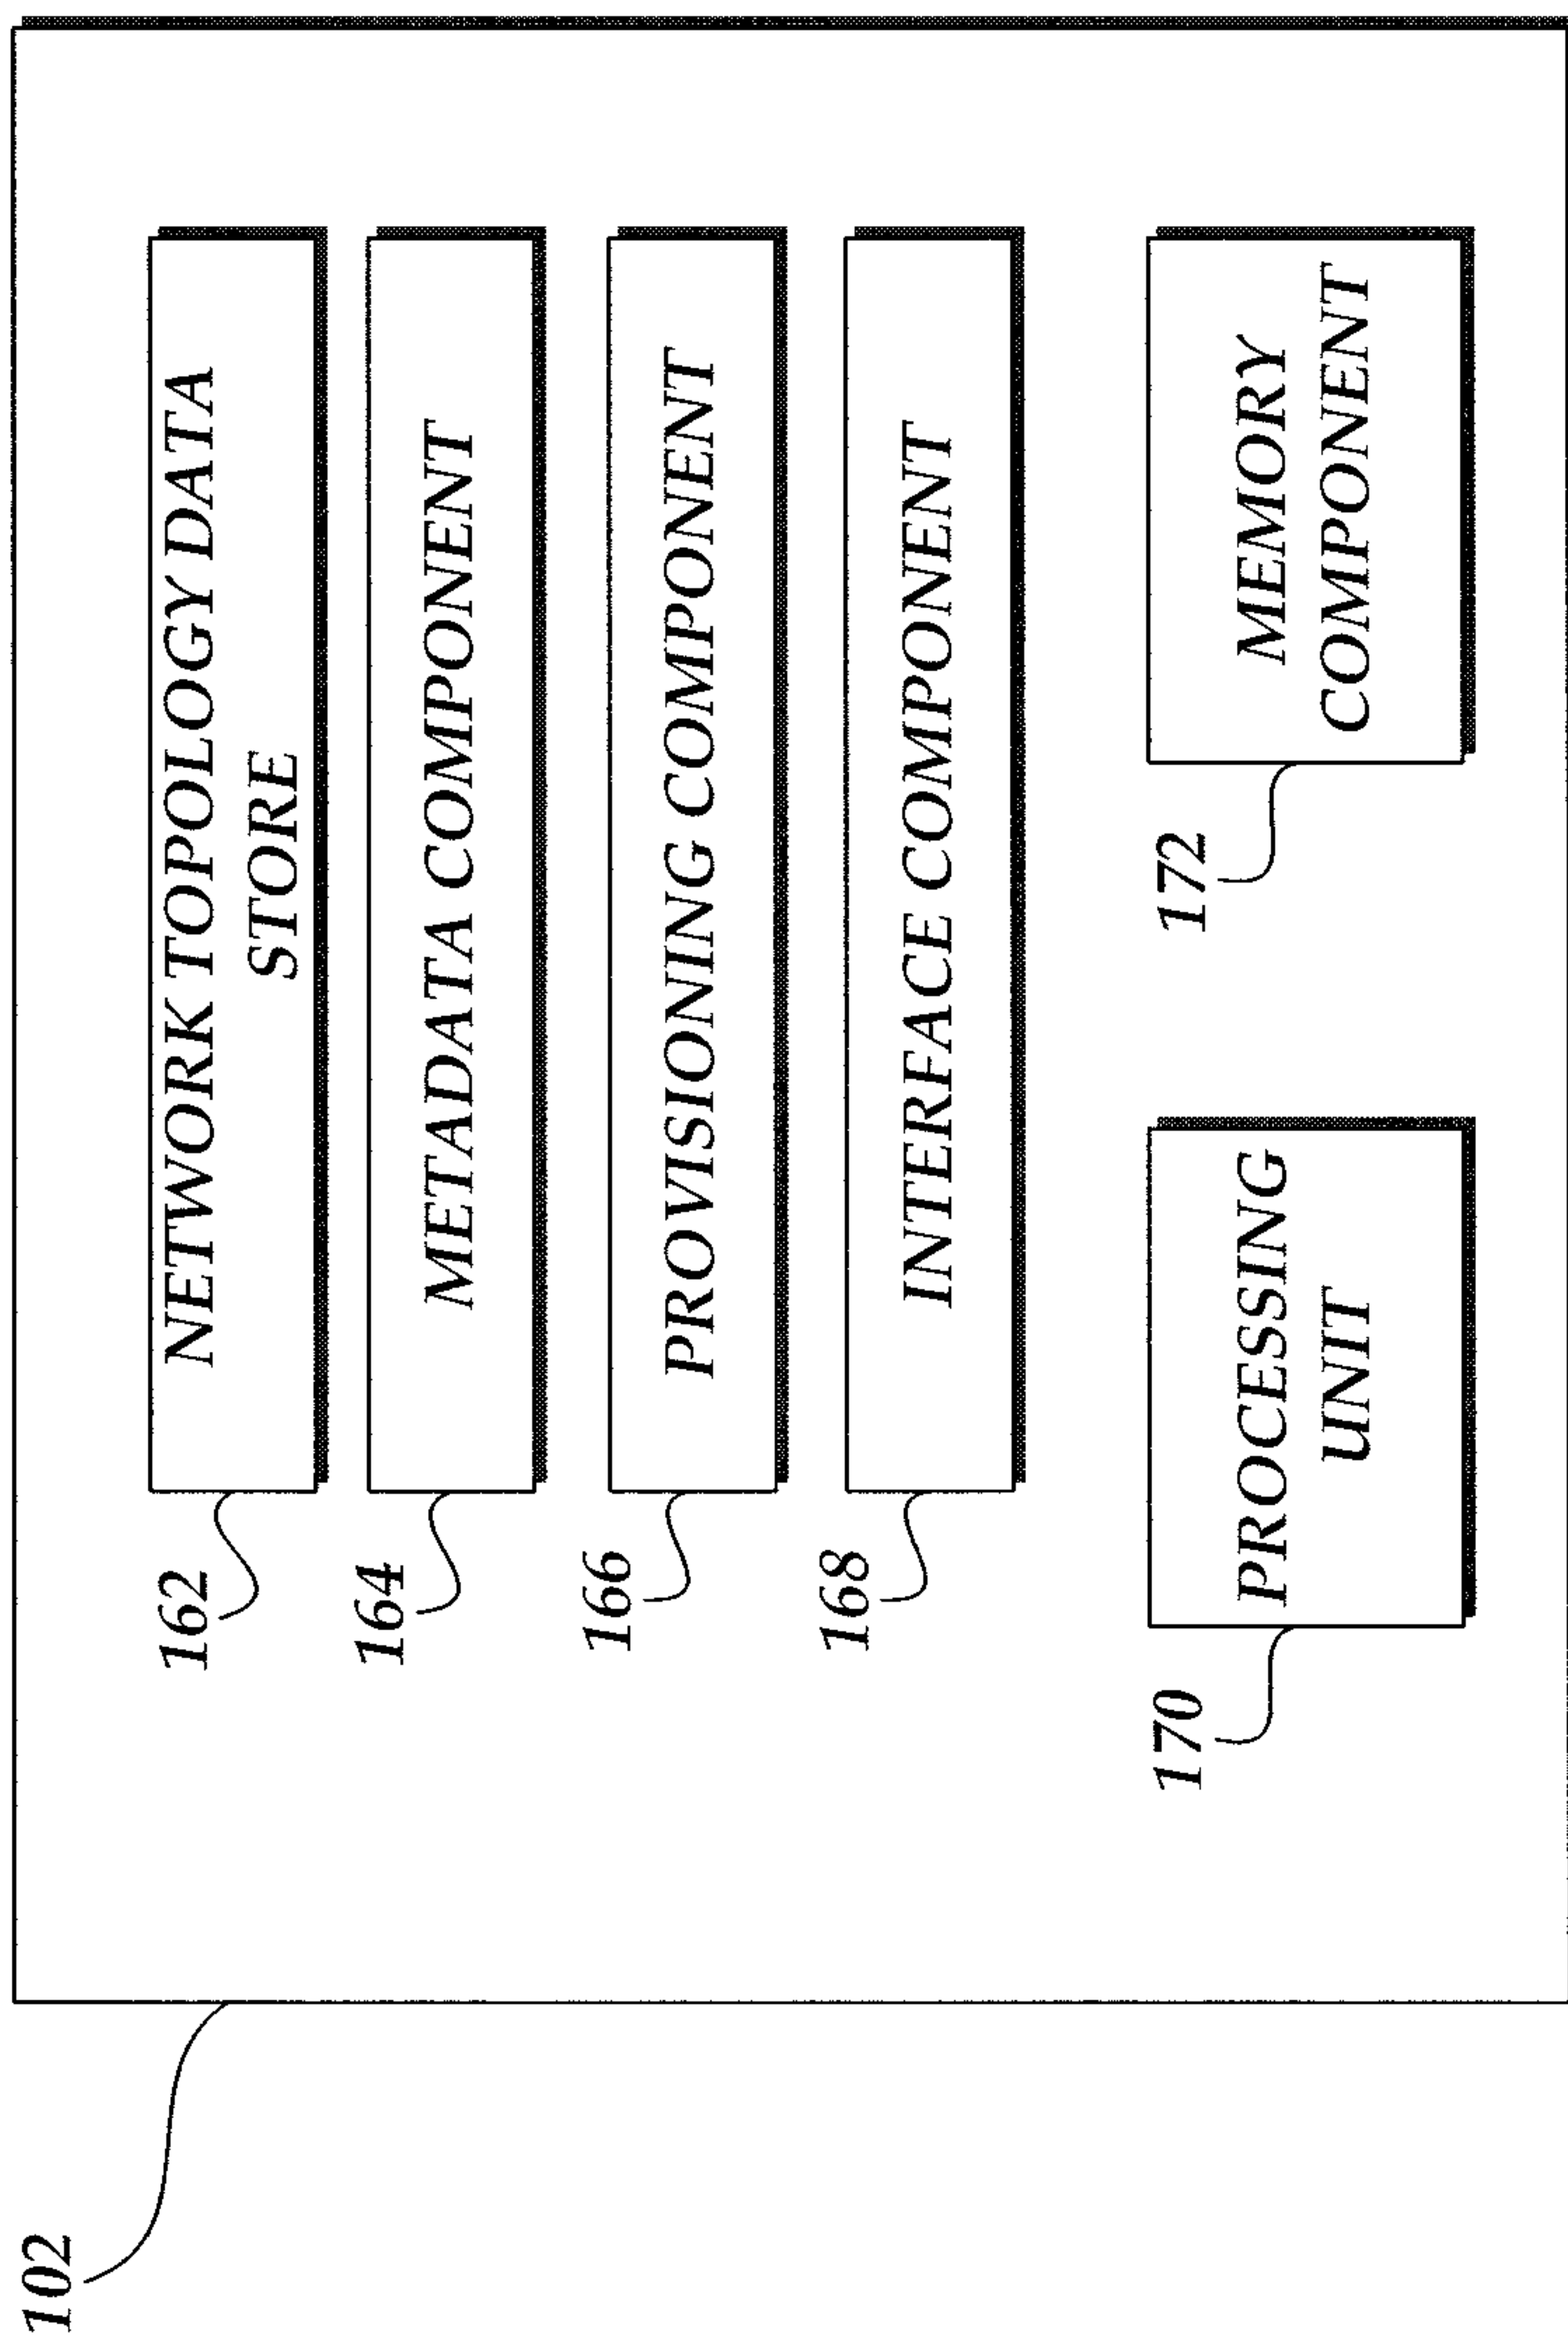 102
162
NETWORK TOPOLOGY DATA
STORE
164
METADATA COMPONENT
166
PROVISIONING COMPONENT
168
INTERFACE COMPONENT
170
PROCESSING
UNIT
172
MEMORY
COMPONENT